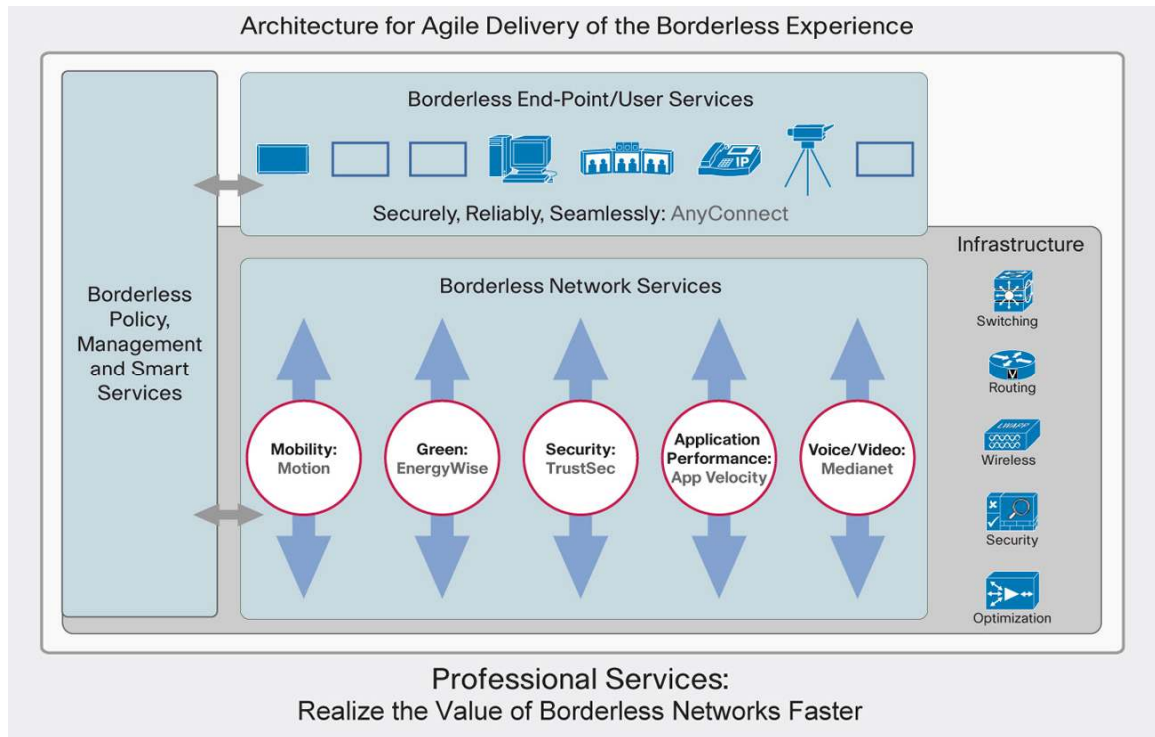 Architecture for Agile Delivery of the Borderless Experience
Borderless End-Point/User Services
IP
Securely, Reliably, Seamlessly: AnyConnect
Borderless
Policy,
Management
and Smart
Services
Borderless Network Services
Mobility:
Motion
Green:
EnergyWise
Security:
TrustSec
Application
Performance:
App Velocity
Voice/Video:
Medianet
Infrastructure
Switching
V
Routing
LWAPP
Wireless
Security
Optimization
Professional Services:
Realize the Value of Borderless Networks Faster